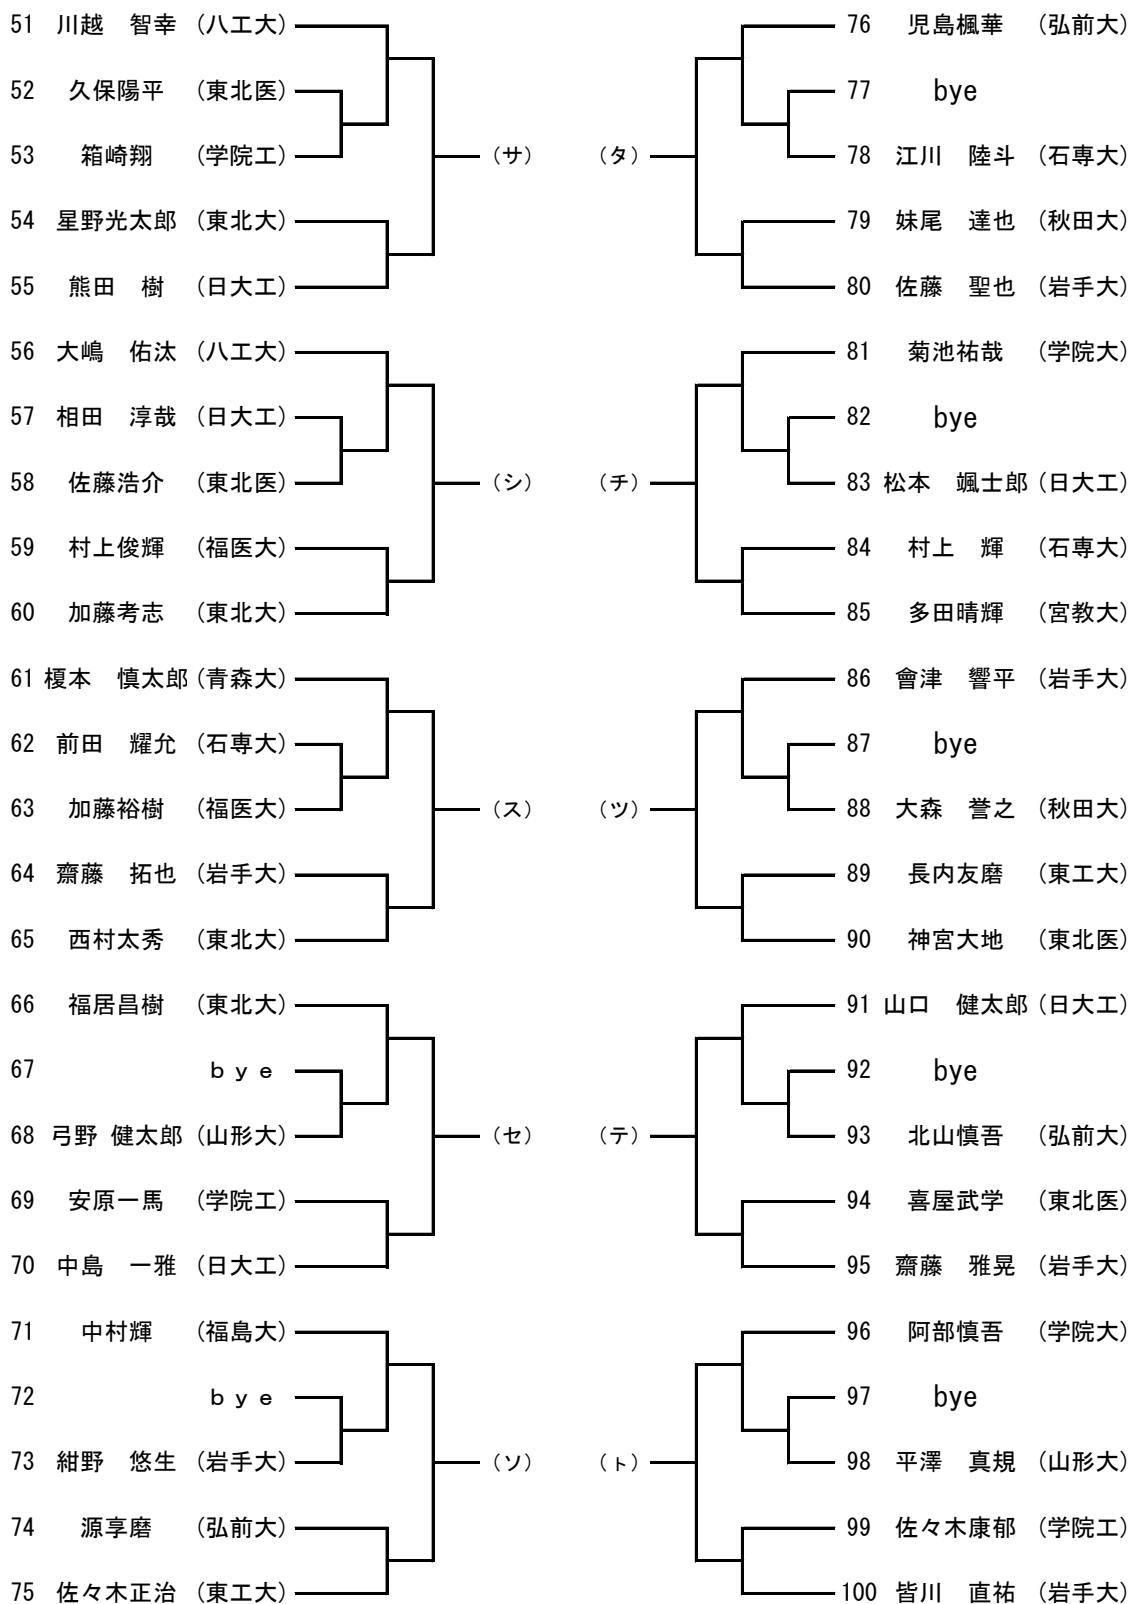 51 川越　智幸 (八工大)
52 久保陽平 (東北医)
53 箱崎翔 (学院工)
(サ)
54 星野光太郎 (東北大)
55 熊田　樹 (日大工)
56 大嶋　佑汰 (八工大)
57 相田　淳哉 (日大工)
58 佐藤浩介 (東北医)
(シ)
59 村上俊輝 (福医大)
60 加藤考志 (東北大)
61 榎本　慎太郎 (青森大)
62 前田　耀允 (石専大)
63 加藤裕樹 (福医大)
(ス)
64 齋藤　拓也 (岩手大)
65 西村太秀 (東北大)
66 福居昌樹 (東北大)
67 ｂｙｅ
68 弓野 健太郎 (山形大)
(セ)
69 安原一馬 (学院工)
70 中島　一雅 (日大工)
71 中村輝 (福島大)
72 ｂｙｅ
73 紺野　悠生 (岩手大)
(ソ)
74 源享磨 (弘前大)
75 佐々木正治 (東工大)
76 児島楓華 (弘前大)
77 bye
(タ)
78 江川　陸斗 (石専大)
79 妹尾　達也 (秋田大)
80 佐藤　聖也 (岩手大)
81 菊池祐哉 (学院大)
82 bye
(チ)
83 松本　颯士郎 (日大工)
84 村上　輝 (石専大)
85 多田晴輝 (宮教大)
86 會津　響平 (岩手大)
87 bye
(ツ)
88 大森　誉之 (秋田大)
89 長内友磨 (東工大)
90 神宮大地 (東北医)
91 山口　健太郎 (日大工)
92 bye
(テ)
93 北山慎吾 (弘前大)
94 喜屋武学 (東北医)
95 齋藤　雅晃 (岩手大)
96 阿部慎吾 (学院大)
97 bye
(ト)
98 平澤　真規 (山形大)
99 佐々木康郁 (学院工)
100 皆川　直祐 (岩手大)